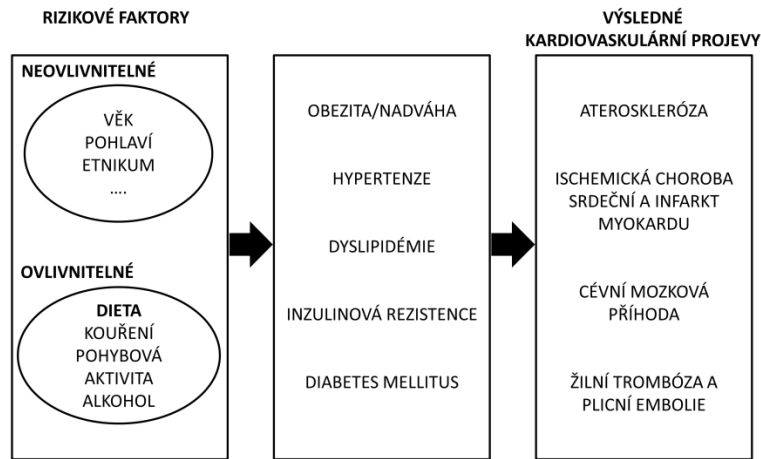 RIZIKOVÉ FAKTORY
NEOVLIVNITELNÉ
VĚK
POHLAVÍ
ETNIKUM
....
OVLIVNITELNÉ
DIETA
KOUŘENÍ
POHYBOVÁ
AKTIVITA
ALKOHOL
OBEZITA/NADVÁHA
HYPERTENZE
DYSLIPIDÉMIE
INZULINOVÁ REZISTENCE
DIABETES MELLITUS
VÝSLEDNÉ
KARDIOVASKULÁRNÍ PROJEVY
ATEROSKLERÓZA
ISCHEMICKÁ CHOROBA
SRDEČNÍ A INFARKT
MYOKARDU
CÉVNÍ MOZKOVÁ
PŘÍHODA
ŽILNÍ TROMBÓZA A
PLICNÍ EMBOLIE